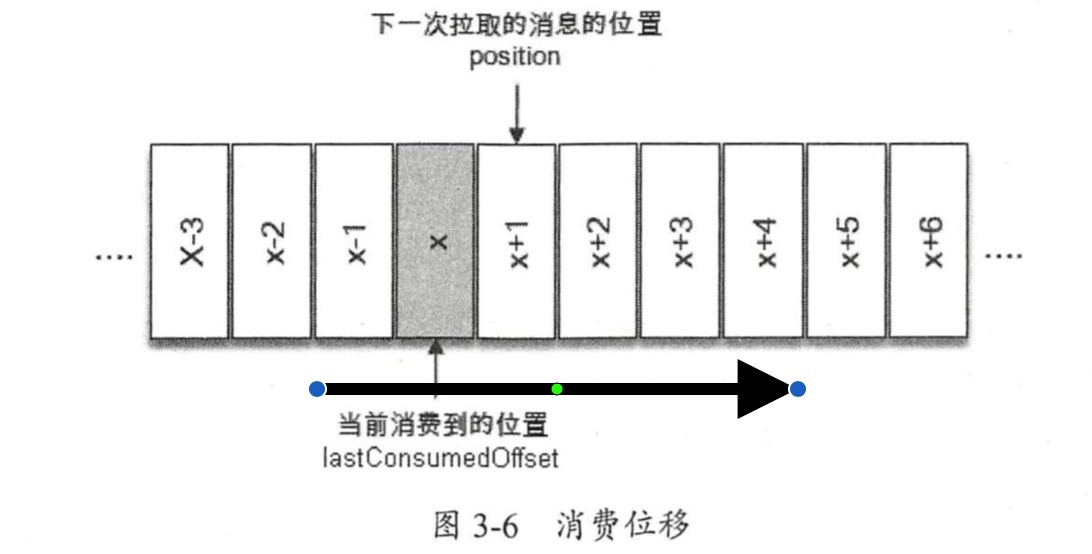 下一次拉取的消息的位置
position
.... X-3 x-2 x-1 x x+1 x+2 x+3 x+4 x+5 x+6 ....
当前消费到的位置
lastConsumedOffset
图 3-6 消费位移